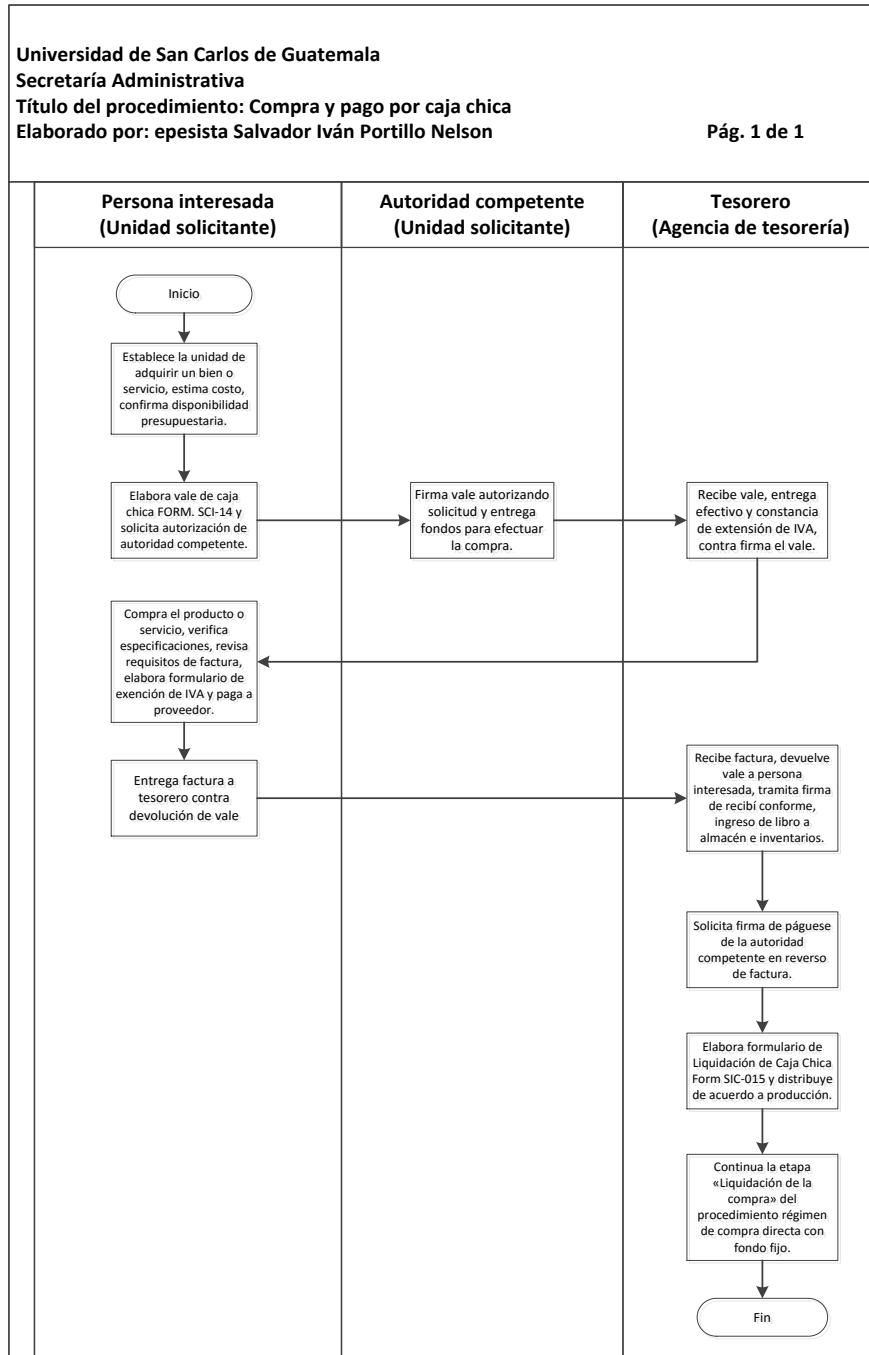 Universidad de San Carlos de Guatemala
Secretaría Administrativa
Título del procedimiento: Compra y pago por caja chica
Elaborado por: epesista Salvador Iván Portillo Nelson Pág. 1 de 1
Persona interesada
(Unidad solicitante)
Autoridad competente
(Unidad solicitante)
Tesorero
(Agencia de tesorería)
Inicio
Establece la unidad de
adquirir un bien o
servicio, estima costo,
confirma disponibilidad
presupuestaria.
Elabora vale de caja
chica FORM. SCI-14 y
solicita autorización de
autoridad competente.
Firma vale autorizando
solicitud y entrega
fondos para efectuar
la compra.
Recibe vale, entrega
efectivo y constancia
de extensión de IVA,
contra firma el vale.
Compra el producto o
servicio, verifica
especificaciones, revisa
requisitos de factura,
elabora formulario de
exención de IVA y paga a
proveedor.
Entrega factura a
tesorero contra
devolución de vale
Recibe factura, devuelve
vale a persona
interesada, tramita firma
de recibí conforme,
ingreso de libro a
almacén e inventarios.
Solicita firma de páguese
de la autoridad
competente en reverso
de factura.
Elabora formulario de
Liquidación de Caja Chica
Form SIC-015 y distribuye
de acuerdo a producción.
Continua la etapa
«Liquidación de la
compra» del
procedimiento régimen
de compra directa con
fondo fijo.
Fin